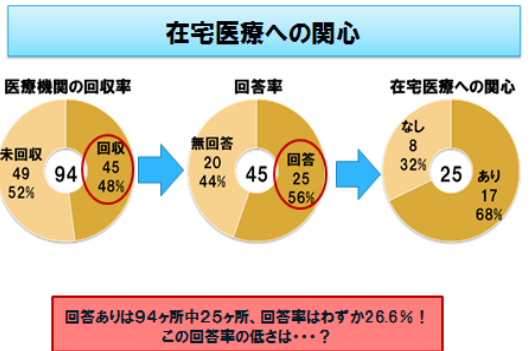 在宅医療への関心
医療機関の回収率
未回収
49
52%
94
回収
45
48%
回答率
無回答
20
44%
45
回答
25
56%
在宅医療への関心
なし
8
32%
25
あり
17
68%
回答ありは94ヶ所中25ヶ所、回答率はわずか26.6%！
この回答率の低さは・・・？